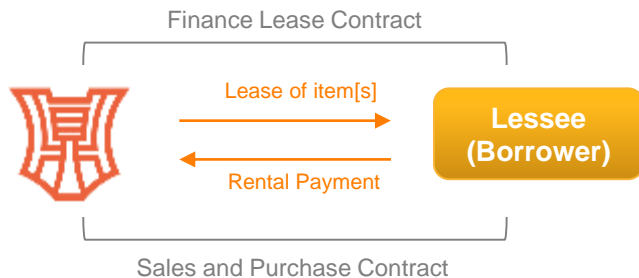 Finance Lease Contract
Lease of item[s]
Lessee
(Borrower)
Rental Payment
Sales and Purchase Contract